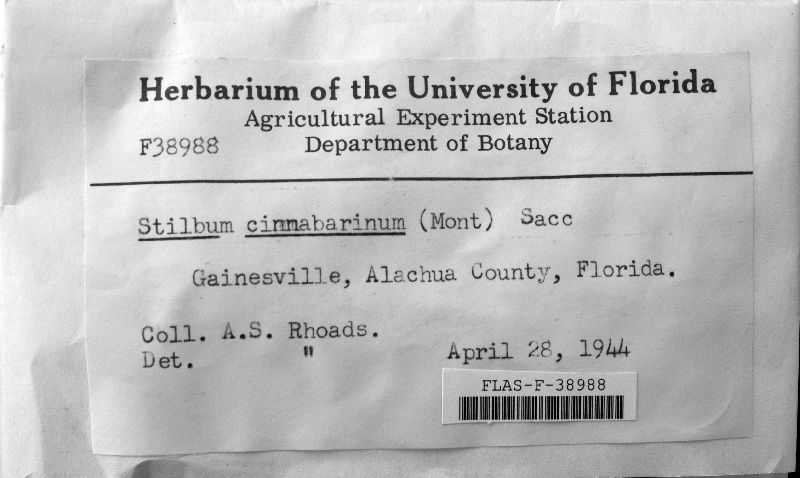 Herbarium of the University of Florida
Agricultural Experiment Station
F38988 Department of Botany
Stilbum cinnabarinum (Mont) Sacc
Gainesville, Alachua County, Florida.
Coll. A.S. Rhoads.
Det. "
April 28, 1944
FLAS-F-38988